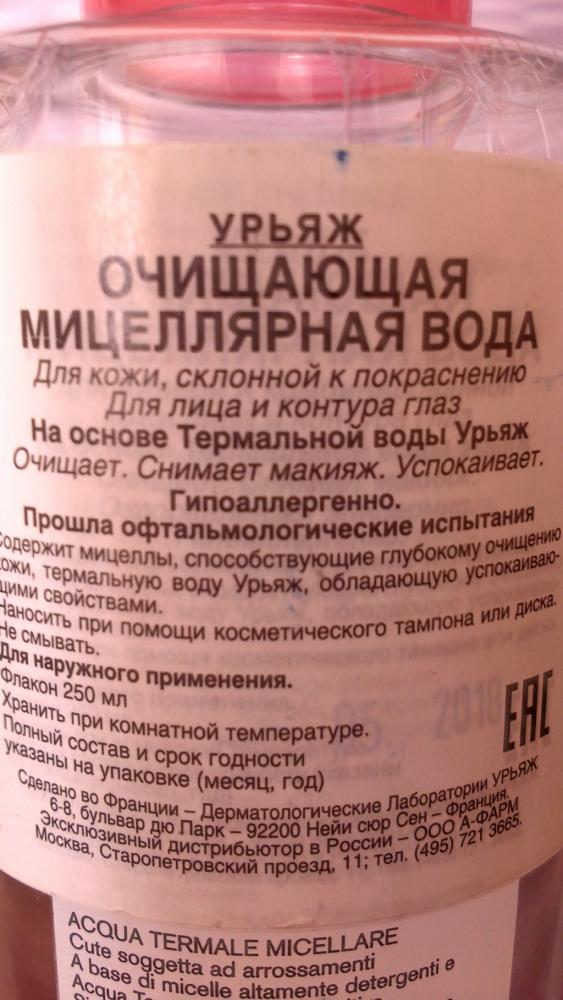 УРЬЯЖ
ОЧИЩАЮЩАЯ
МИЦЕЛЛЯРНАЯ ВОДА
Для кожи, склонной к покраснению
Для лица и контура глаз
На основе Термальной воды Урьяж
Очищает. Снимает макияж. Успокаивает.
Гипоаллергенно.
Прошла офтальмологические испытания
Содержит мицеллы, способствующие глубокому очищению
кожи, термальную воду Урьяж, обладающую успокаиваю-
щими свойствами.
Наносить при помощи косметического тампона или диска.
Не смывать.
Для наружного применения.
Флакон 250 мл
Хранить при комнатной температуре.
2018
EAC
Полный состав и срок годности
указаны на упаковке (месяц, год)
Сделано во Франции – Дерматологические Лаборатории УРЬЯЖ
6-8, бульвар дю Парк – 92200 Нейи сюр Сен – Франция.
Эксклюзивный дистрибьютор в России – ООО А-ФАРМ
Москва, Старопетровский проезд, 11; тел. (495) 721 3665.
ACQUA TERMALE MICELLARE
Cute soggetta ad arrossamenti
A base di micelle altamente detergenti e
Acqua